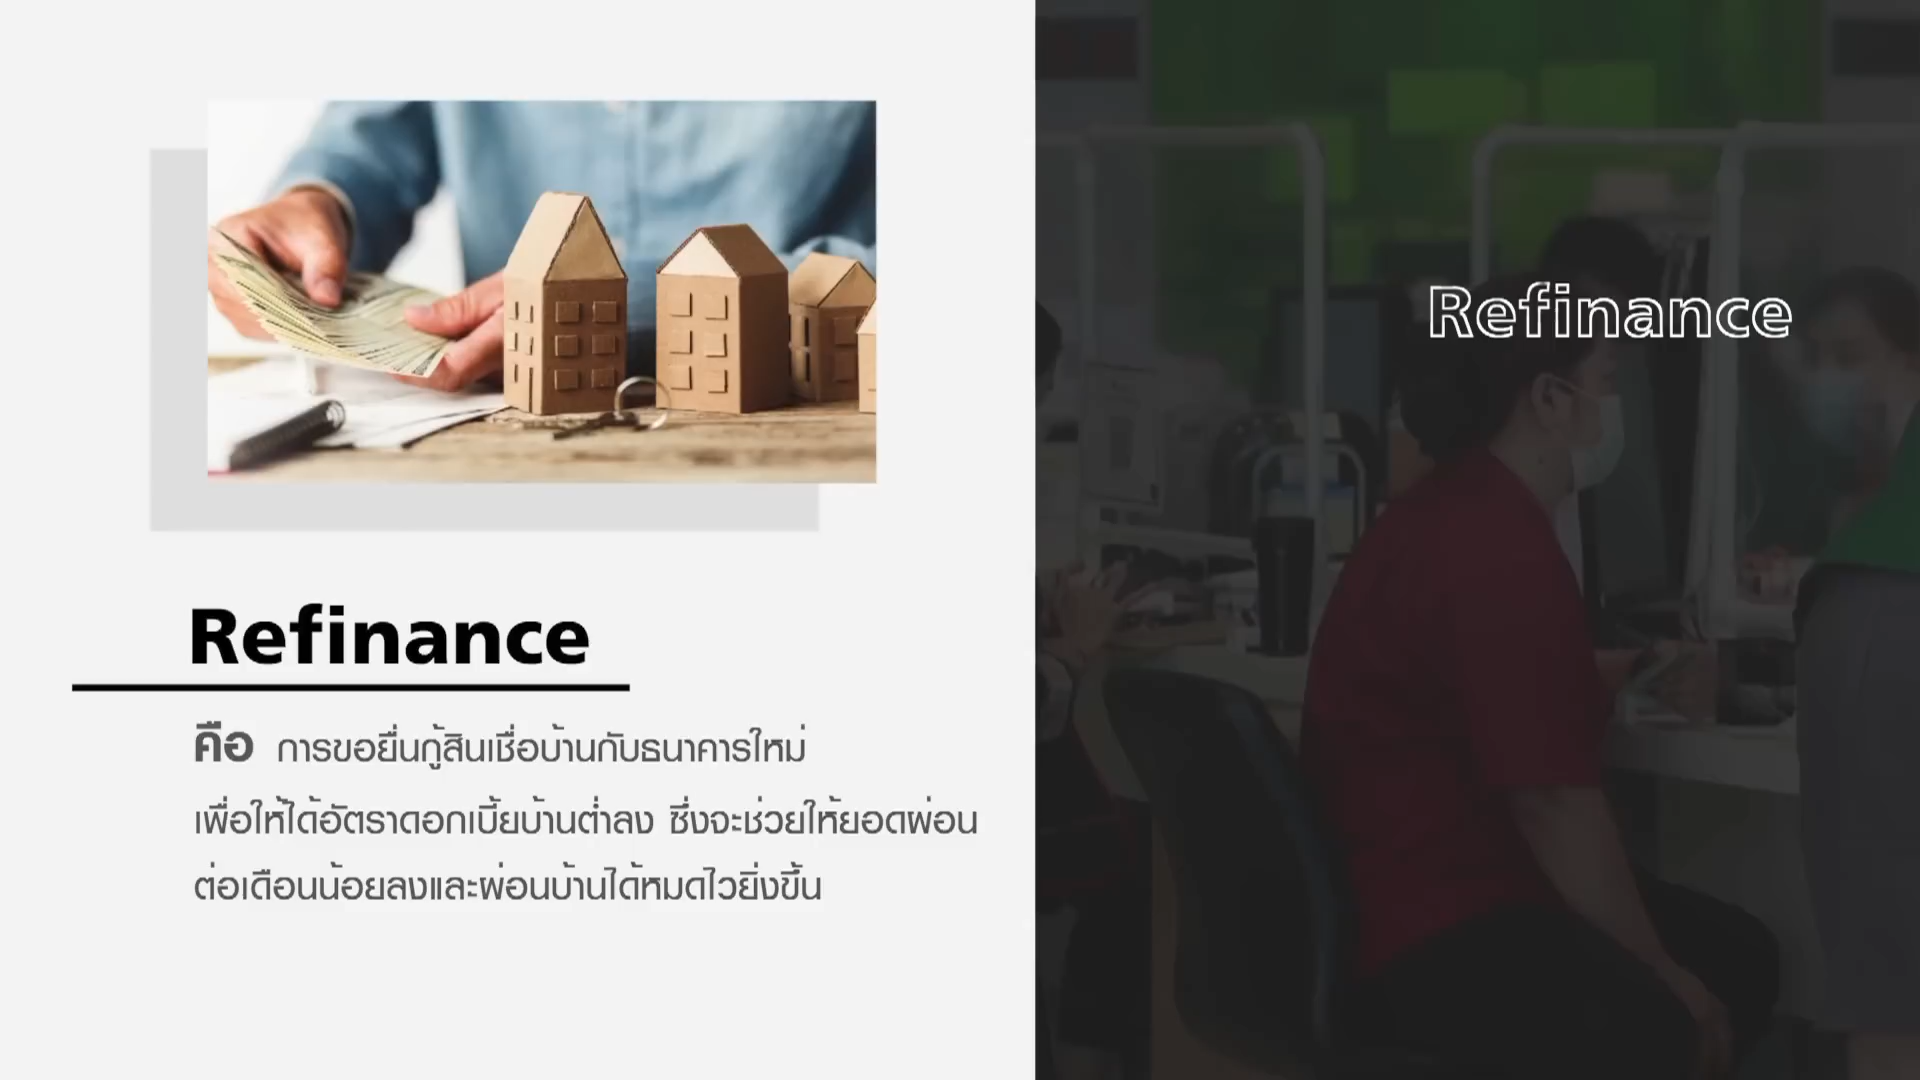 Refinance
คือ การขอยื่นกู้สินเชื่อบ้านกับธนาคารใหม่
เพื่อให้ได้อัตราดอกเบี้ยบ้านต่ำลง ซึ่งจะช่วยให้ยอดผ่อน
ต่อเดือนน้อยลงและผ่อนบ้านได้หมดไวยิ่งขึ้น
Refinance